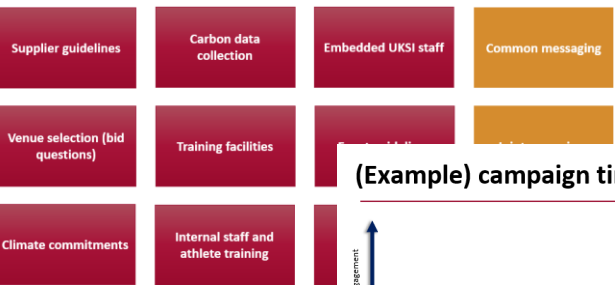 Supplier guidelines
Carbon data
collection
Embedded UKSI staff
Common messaging
Venue selection (bid
questions)
Training facilities
(Example) campaign
Climate commitments
Internal staff and
athlete training